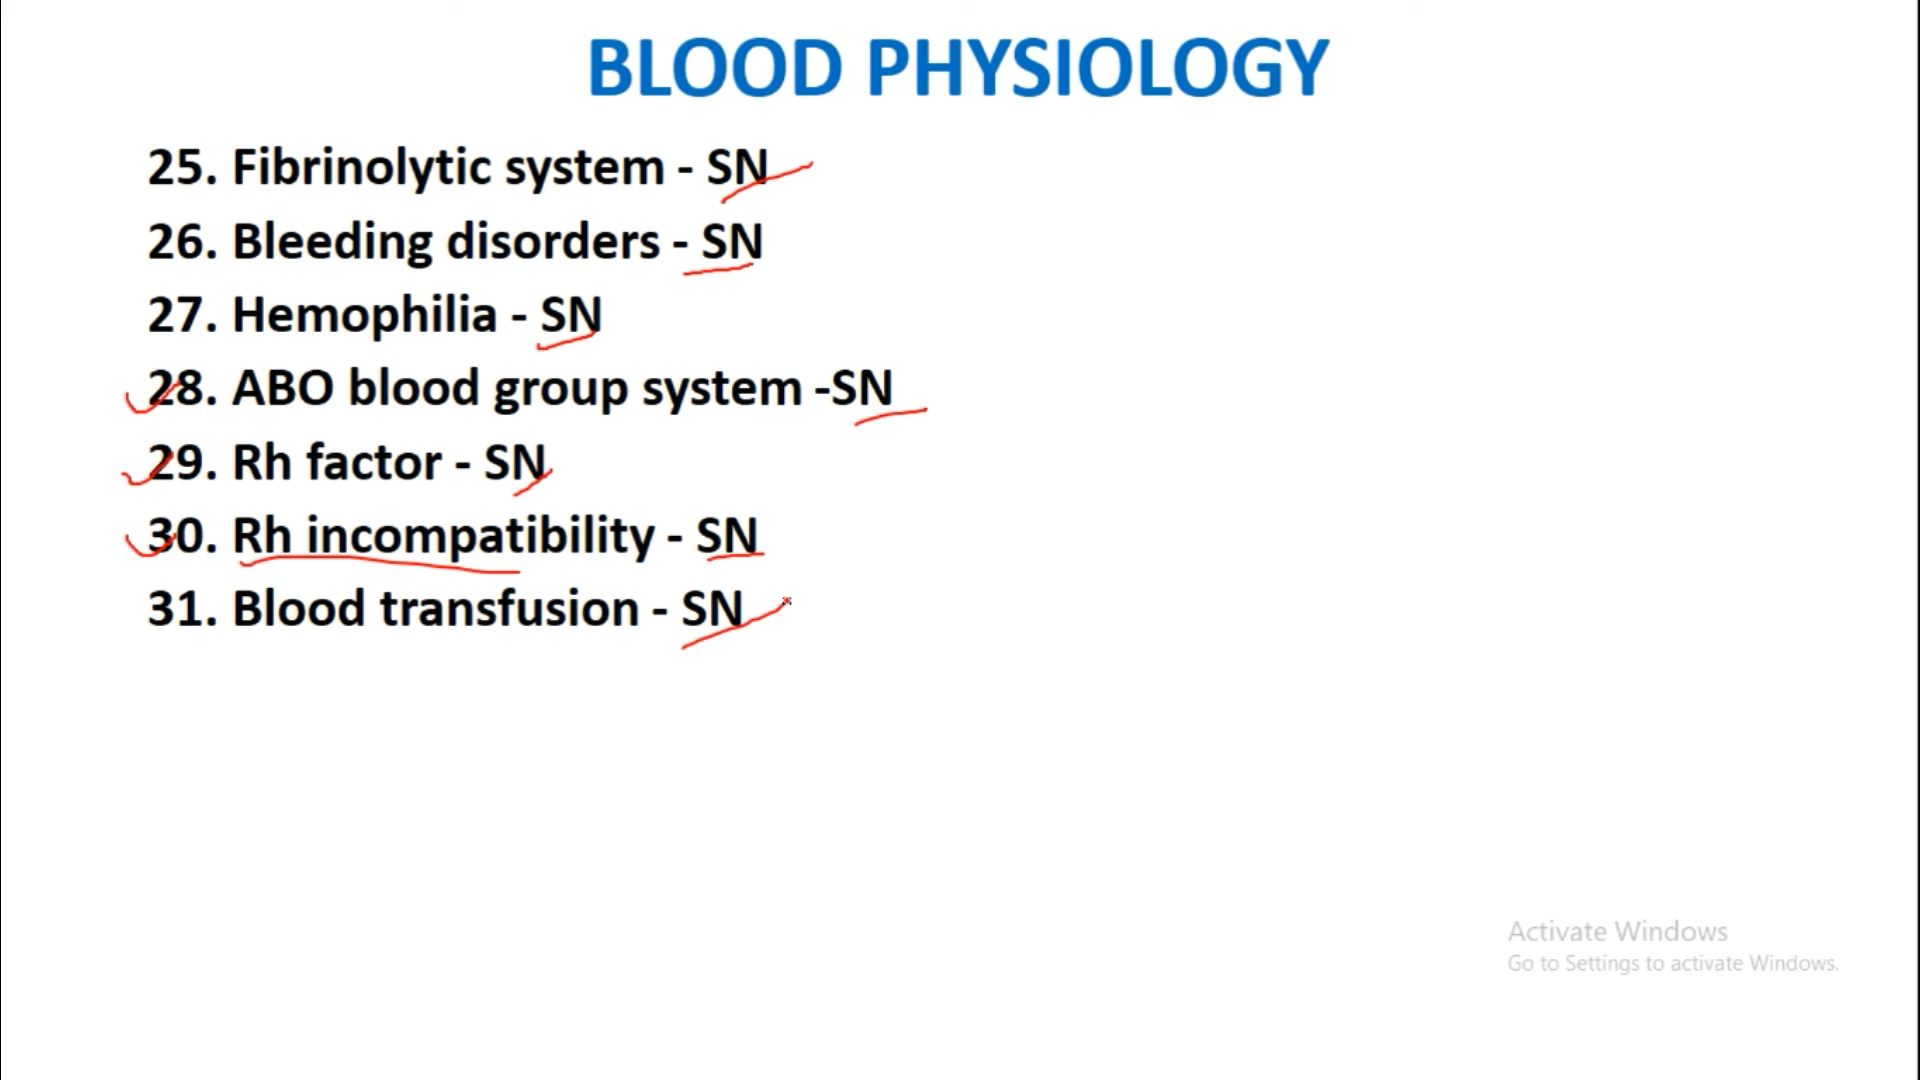 BLOOD PHYSIOLOGY
25. Fibrinolytic system - SN
26. Bleeding disorders - SN
27. Hemophilia - SN
28. ABO blood group system -SN
29. Rh factor - SN
30. Rh incompatibility - SN
31. Blood transfusion - SN
Activate Windows
Go to Settings to activate Windows.